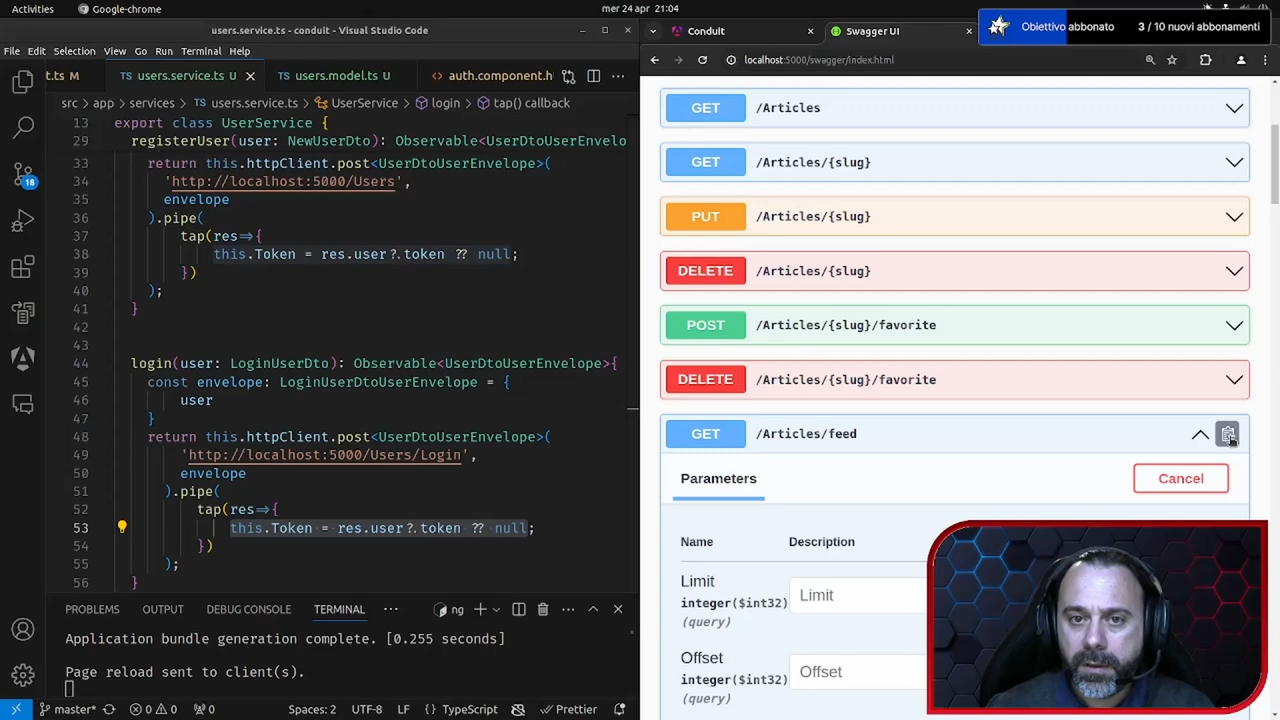 Activities
Google-chrome
mer 24 apr 21:04
Obiettivo abbonato
3 / 10 nuovi abbonamenti
users.service.ts - conduit - Visual Studio Code
File Edit Selection View Go Run Terminal Help
.ts M
users.service.ts U
users.model.ts U
auth.component.h
src > app > services > users.service.ts > UserService > login > tap() callback
13 export class UserService {
29 registerUser(user: NewUserDto): Observable<UserDtoUserEnvelo
33 return this.httpClient.post<UserDtoUserEnvelope>(
34 'http://localhost:5000/Users',
35 envelope
36 ).pipe(
37 tap(res=>{
38 this.Token = res.user?.token ?? null;
39 })
40 );
41 }
42
43
44 login(user: LoginUserDto): Observable<UserDtoUserEnvelope>{
45 const envelope: LoginUserDtoUserEnvelope = {
46 user
47 }
48 return this.httpClient.post<UserDtoUserEnvelope>(
49 'http://localhost:5000/Users/Login',
50 envelope
51 ).pipe(
52 tap(res=>{
53 this.Token = res.user?.token ?? null;
54 })
55 );
56 }
18
PROBLEMS OUTPUT DEBUG CONSOLE TERMINAL ng
Application bundle generation complete. [0.255 seconds]
Page reload sent to client(s).
master* 0 0 0 Spaces: 2 UTF-8 LF {} TypeScript Prettier
Conduit
Swagger UI
localhost:5000/swagger/index.html
GET /Articles
GET /Articles/{slug}
PUT /Articles/{slug}
DELETE /Articles/{slug}
POST /Articles/{slug}/favorite
DELETE /Articles/{slug}/favorite
GET /Articles/feed
Parameters
Cancel
Name Description
Limit
integer($int32)
(query)
Limit
Offset
integer($int32)
(query)
Offset